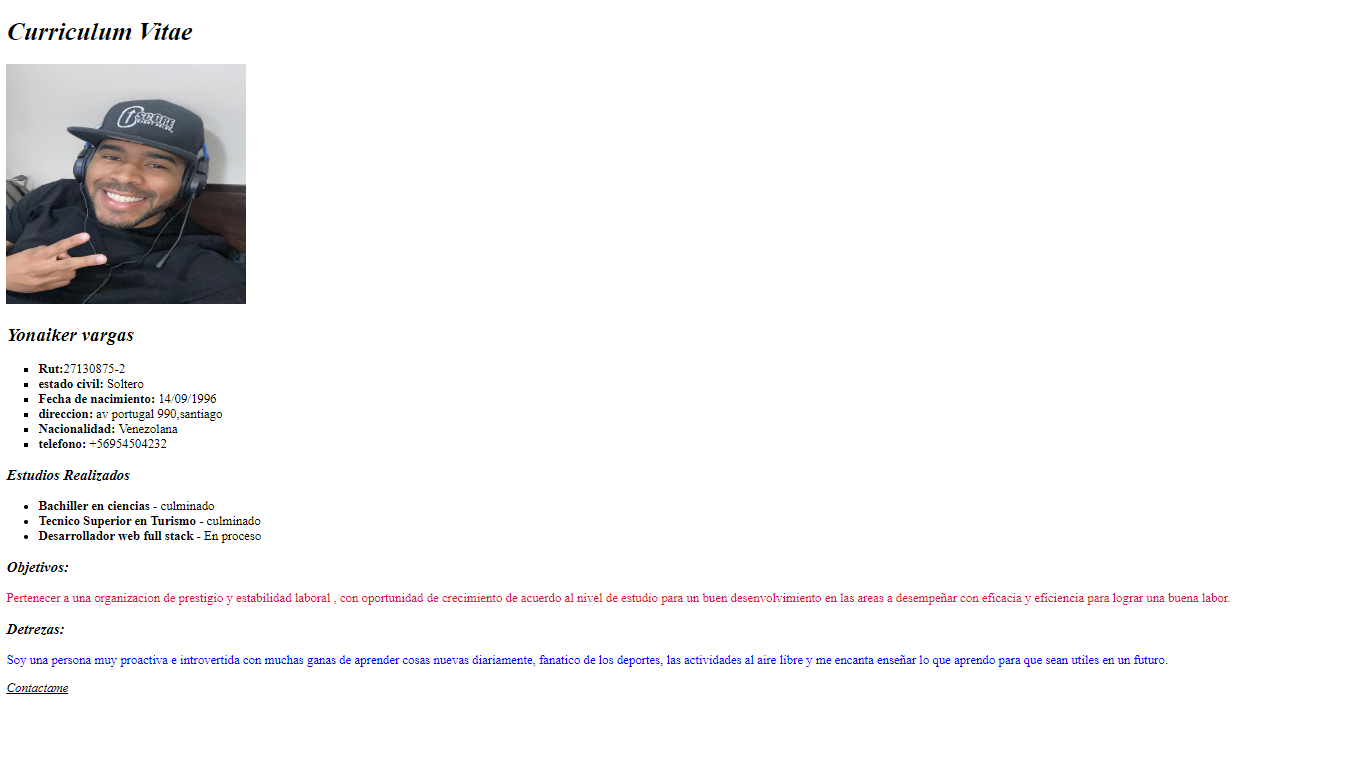 Curriculum Vitae
SCORE
Yonaiker vargas
Rut:27130875-2
estado civil: Soltero
Fecha de nacimiento: 14/09/1996
direccion: av portugal 990,santiago
Nacionalidad: Venezolana
telefono: +56954504232
Estudios Realizados
Bachiller en ciencias - culminado
Tecnico Superior en Turismo - culminado
Desarrollador web full stack - En proceso
Objetivos:
Pertenecer a una organizacion de prestigio y estabilidad laboral , con oportunidad de crecimiento de acuerdo al nivel de estudio para un buen desenvolvimiento en las areas a desempeñar con eficacia y eficiencia para lograr una buena labor.
Detrezas:
Soy una persona muy proactiva e introvertida con muchas ganas de aprender cosas nuevas diariamente, fanatico de los deportes, las actividades al aire libre y me encanta enseñar lo que aprendo para que sean utiles en un futuro.
Contactame